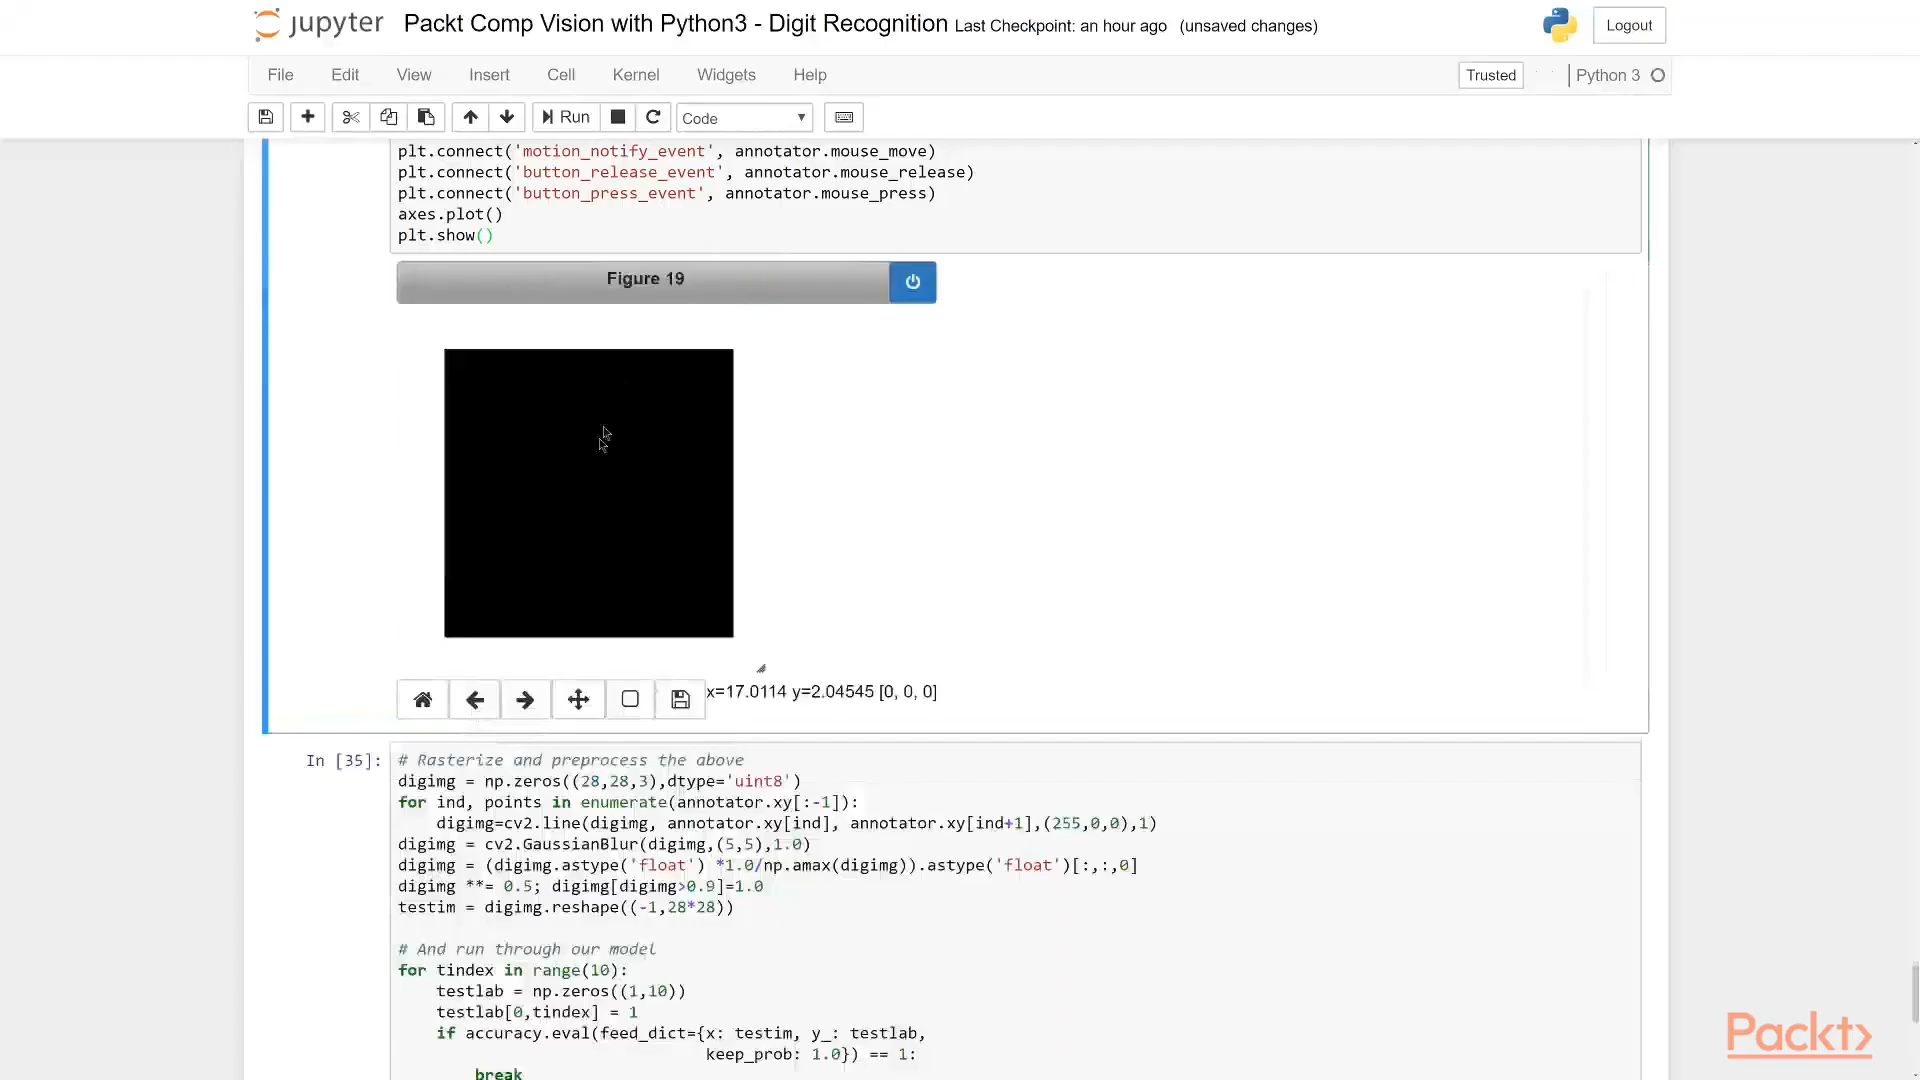 jupyter Packt Comp Vision with Python3 - Digit Recognition Last Checkpoint: an hour ago (unsaved changes) Logout
File Edit View Insert Cell Kernel Widgets Help Trusted Python 3
Run Code
plt.connect('motion_notify_event', annotator.mouse_move)
plt.connect('button_release_event', annotator.mouse_release)
plt.connect('button_press_event', annotator.mouse_press)
axes.plot()
plt.show()
Figure 19
x=17.0114 y=2.04545 [0, 0, 0]
In [35]:
# Rasterize and preprocess the above
digimg = np.zeros((28,28,3),dtype='uint8')
for ind, points in enumerate(annotator.xy[:-1]):
    digimg=cv2.line(digimg, annotator.xy[ind], annotator.xy[ind+1],(255,0,0),1)
digimg = cv2.GaussianBlur(digimg,(5,5),1.0)
digimg = (digimg.astype('float') *1.0/np.amax(digimg)).astype('float')[:,:,0]
digimg **= 0.5; digimg[digimg>0.9]=1.0
testim = digimg.reshape((-1,28*28))
# And run through our model
for tindex in range(10):
    testlab = np.zeros((1,10))
    testlab[0,tindex] = 1
    if accuracy.eval(feed_dict={x: testim, y_: testlab,
                                keep_prob: 1.0}) == 1:
        break
Packt>